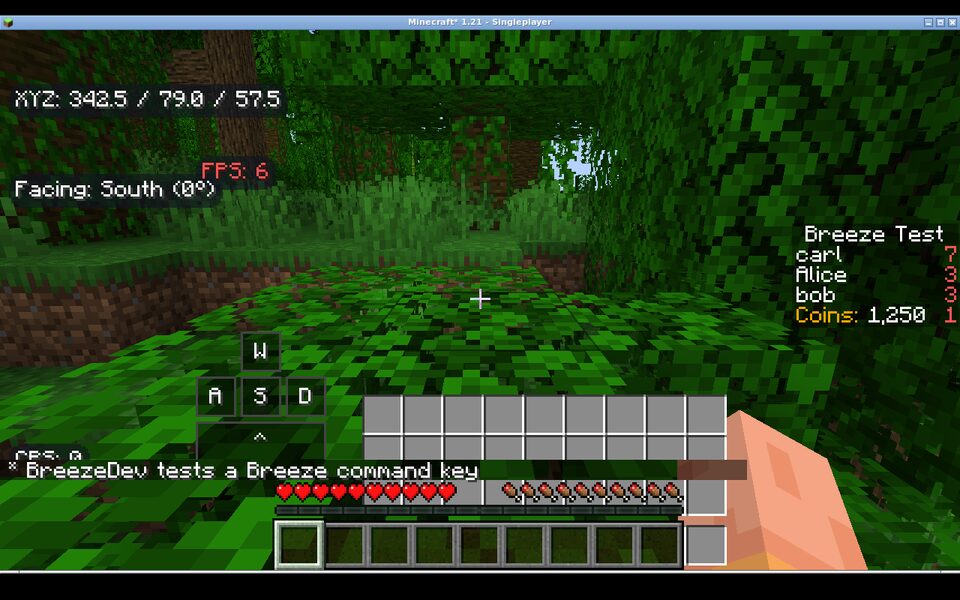 Minecraft* 1.21 - Singleplayer
XYZ: 342.5 / 79.0 / 57.5
FPS: 6
Facing: South (0°)
Breeze Test
carl 7
Alice 3
bob 3
Coins: 1,250 1
W
A S D
^
CPS: 0
* BreezeDev tests a Breeze command key